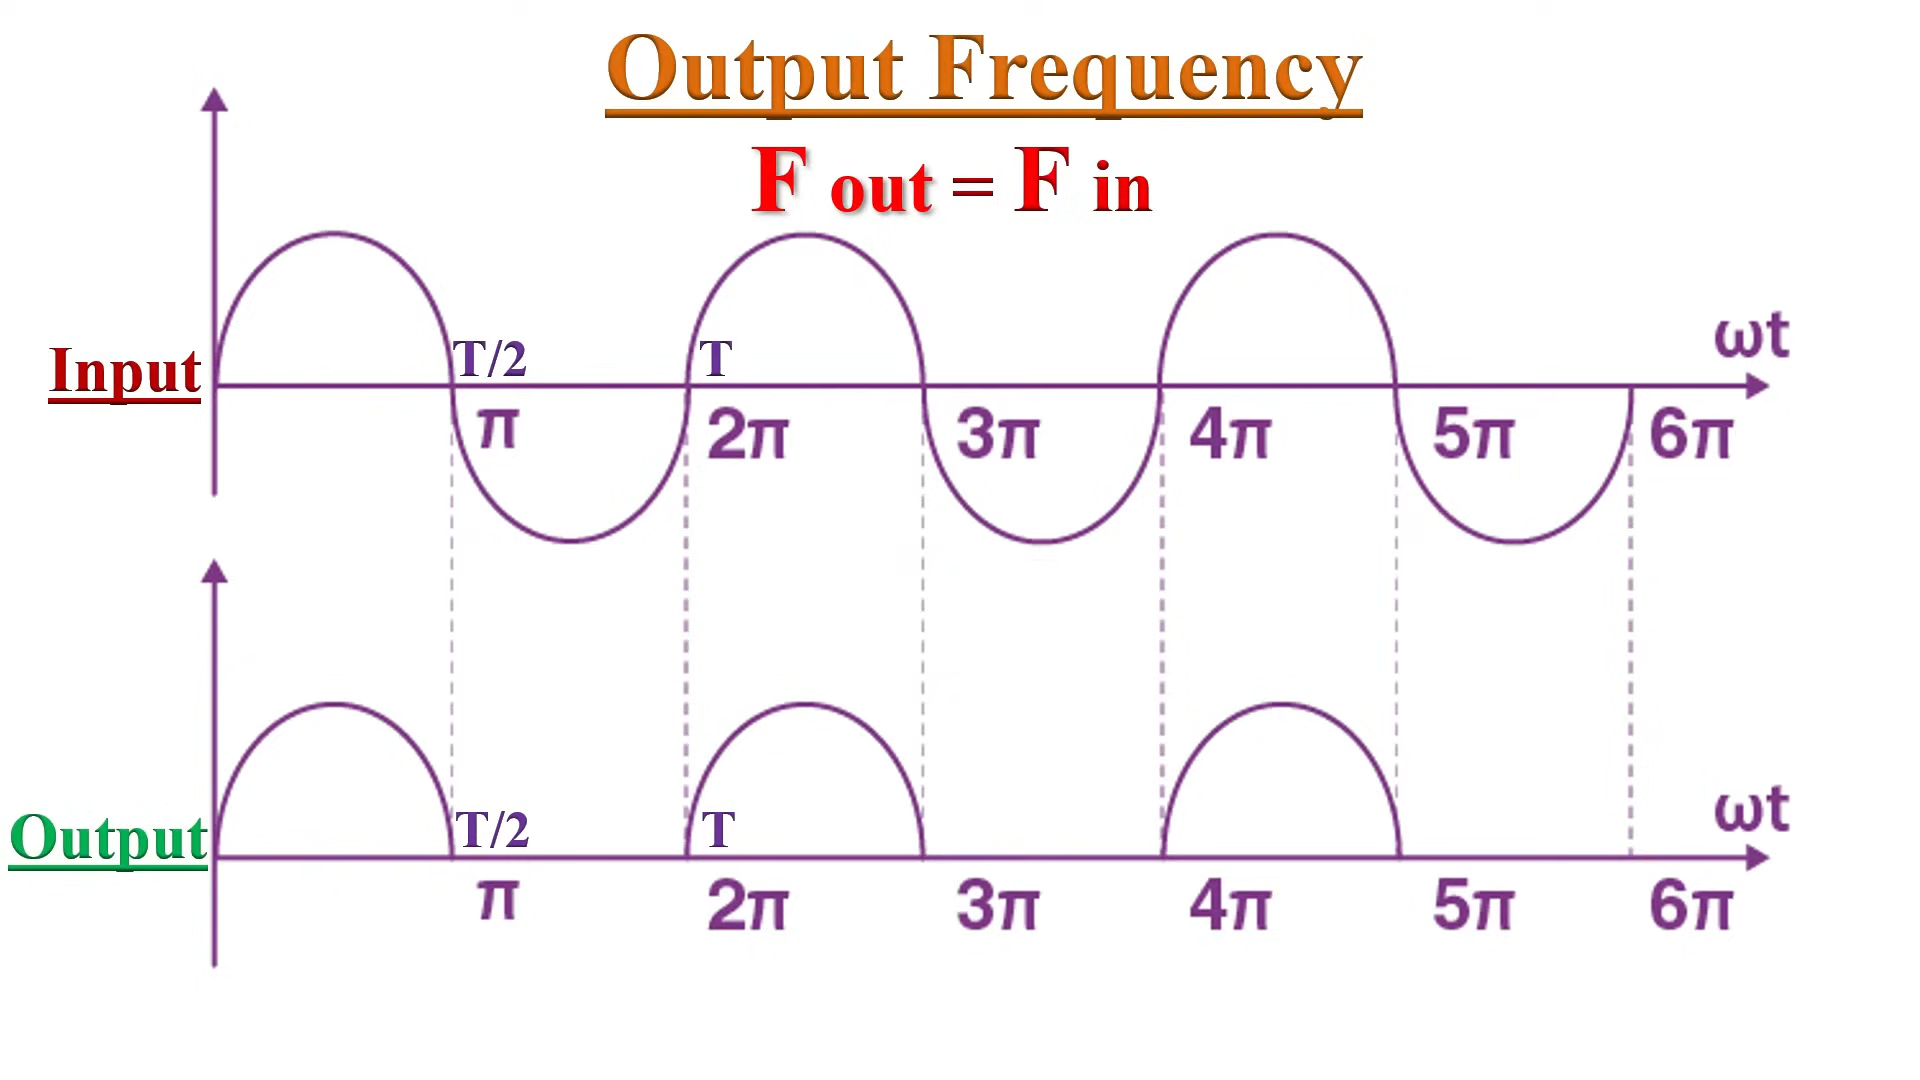 Output Frequency
F out = F in
ωt
Input
T/2
T
π
2π
3π
4π
5π
6π
ωt
Output
T/2
T
π
2π
3π
4π
5π
6π